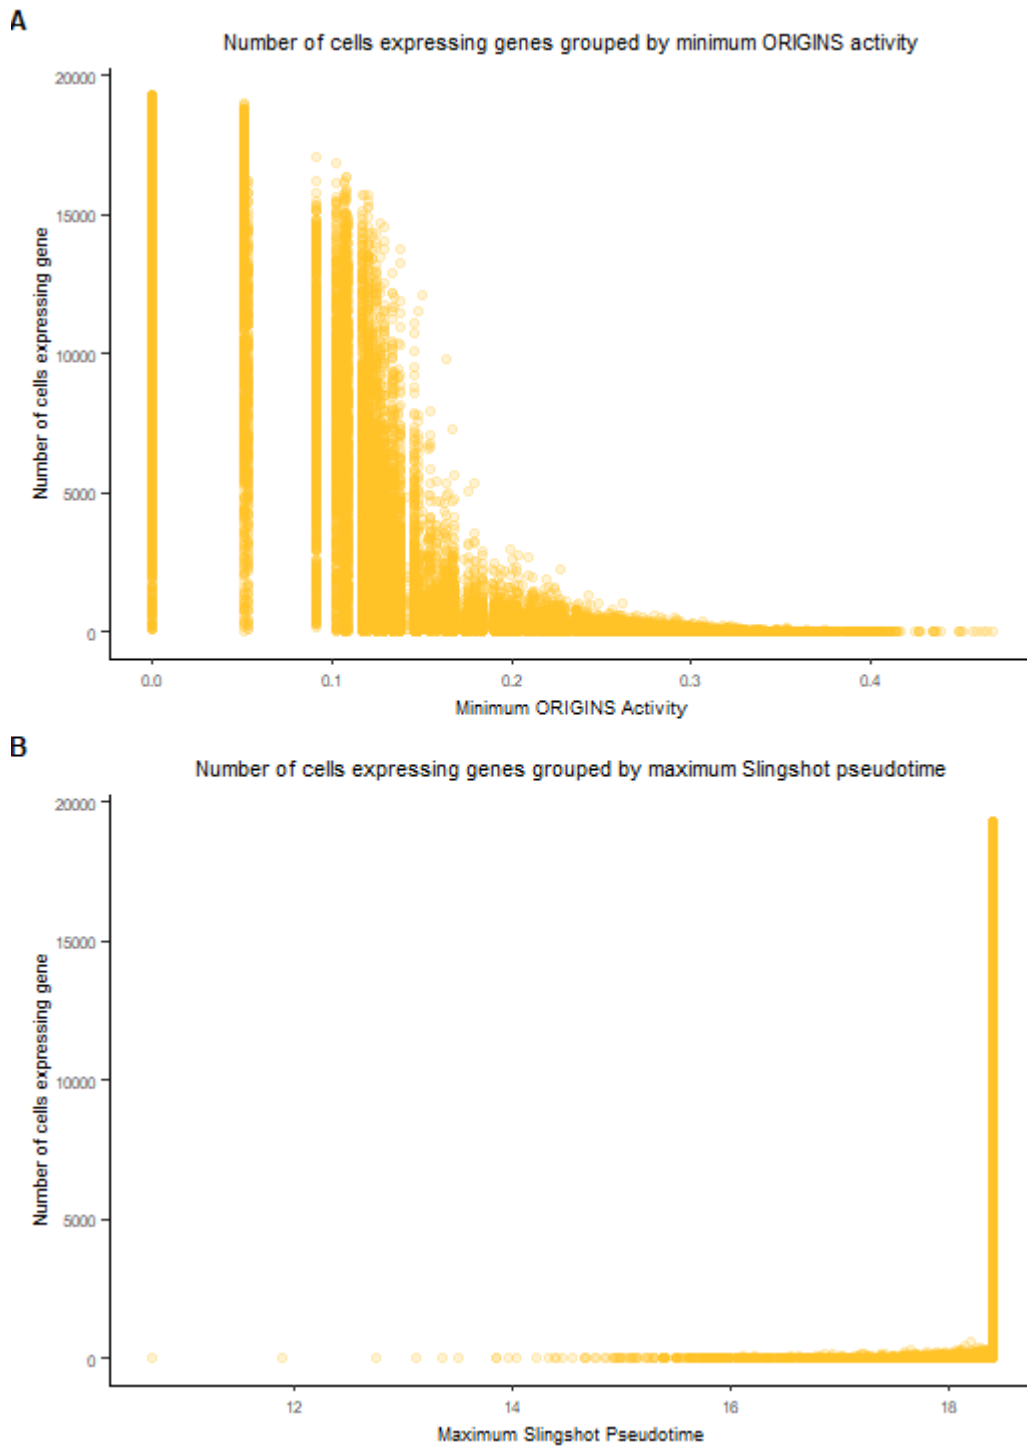 A
Number of cells expressing genes grouped by minimum ORIGINS activity
20000
15000
10000
5000
0
Number of cells expressing gene
0.0 0.1 0.2 0.3 0.4
Minimum ORIGINS Activity
B
Number of cells expressing genes grouped by maximum Slingshot pseudotime
20000
15000
10000
5000
0
Number of cells expressing gene
12 14 16 18
Maximum Slingshot Pseudotime